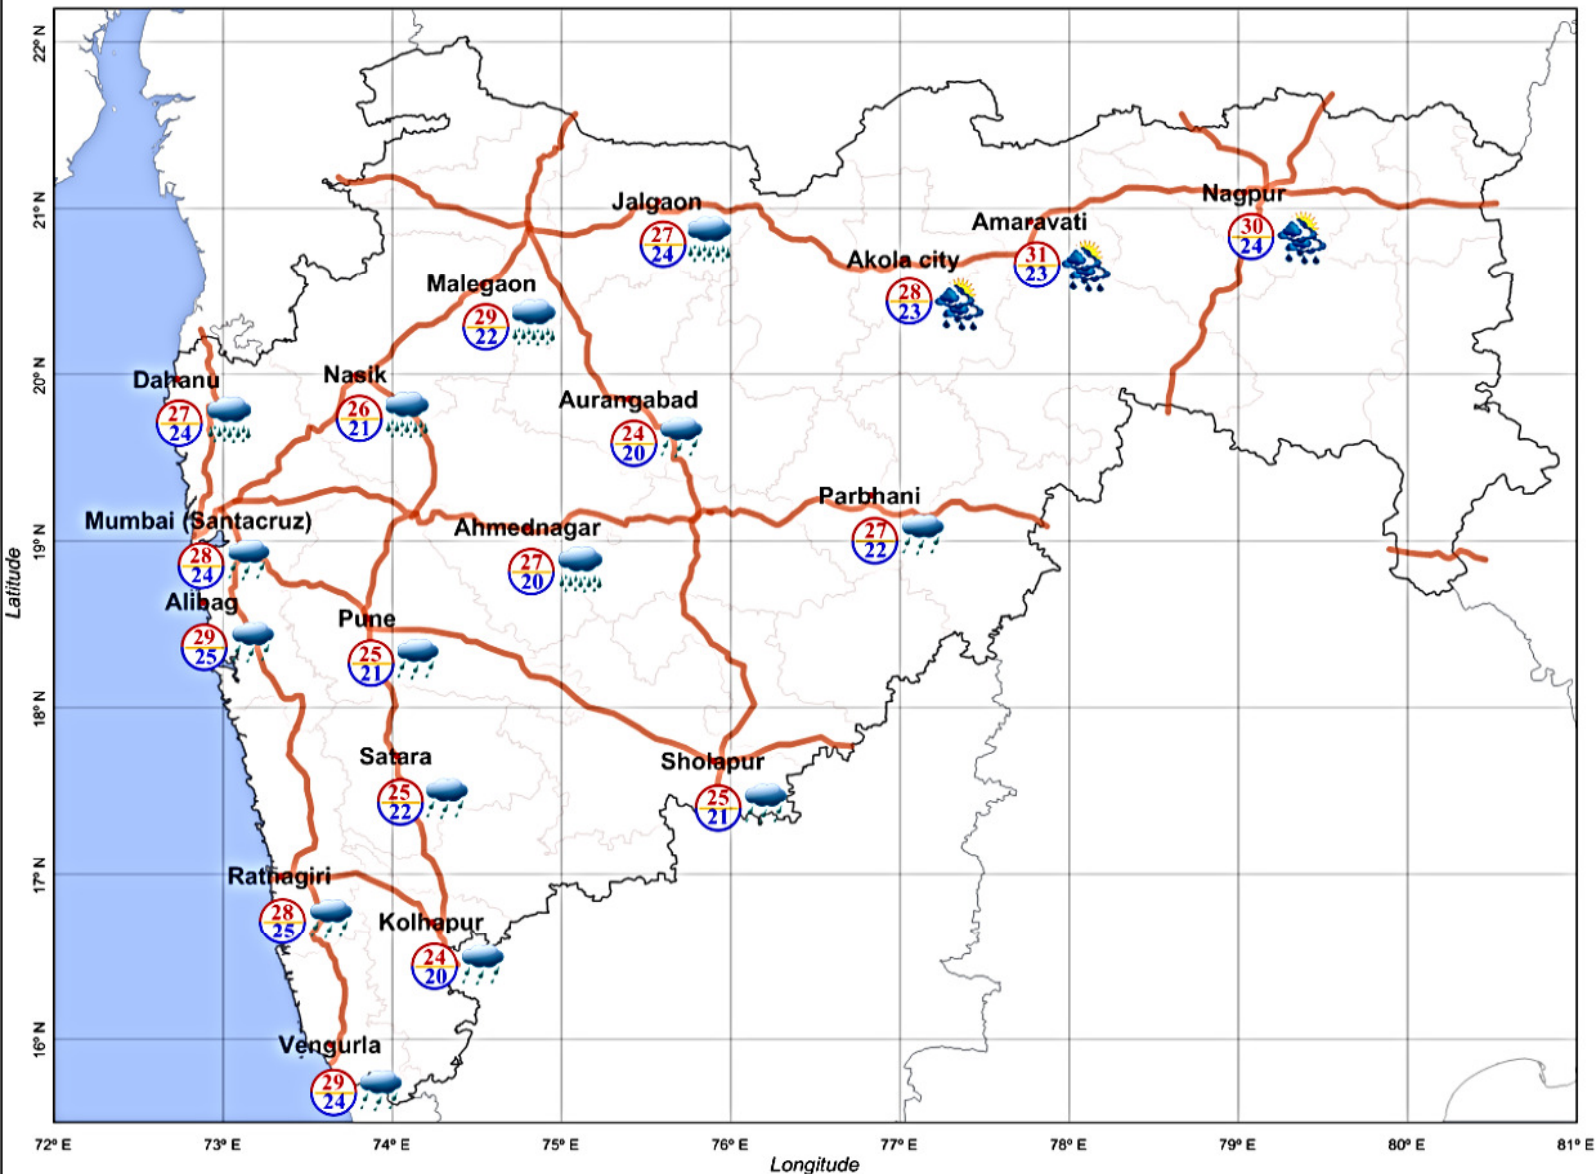 22° N
21° N
20° N
19° N
18° N
17° N
16° N
Latitude
Jalgaon
27
24
Nagpur
30
24
Amaravati
31
23
Akola city
28
23
Malegaon
29
22
Dahanu
27
24
Nasik
26
21
Aurangabad
24
20
Parbhani
27
22
Mumbai (Santacruz)
28
24
Ahmednagar
27
20
Alibag
29
25
Pune
25
21
Satara
25
22
Sholapur
25
21
Ratnagiri
28
25
Kolhapur
24
20
Vengurla
29
24
72° E 73° E 74° E 75° E 76° E 77° E 78° E 79° E 80° E 81° E
Longitude